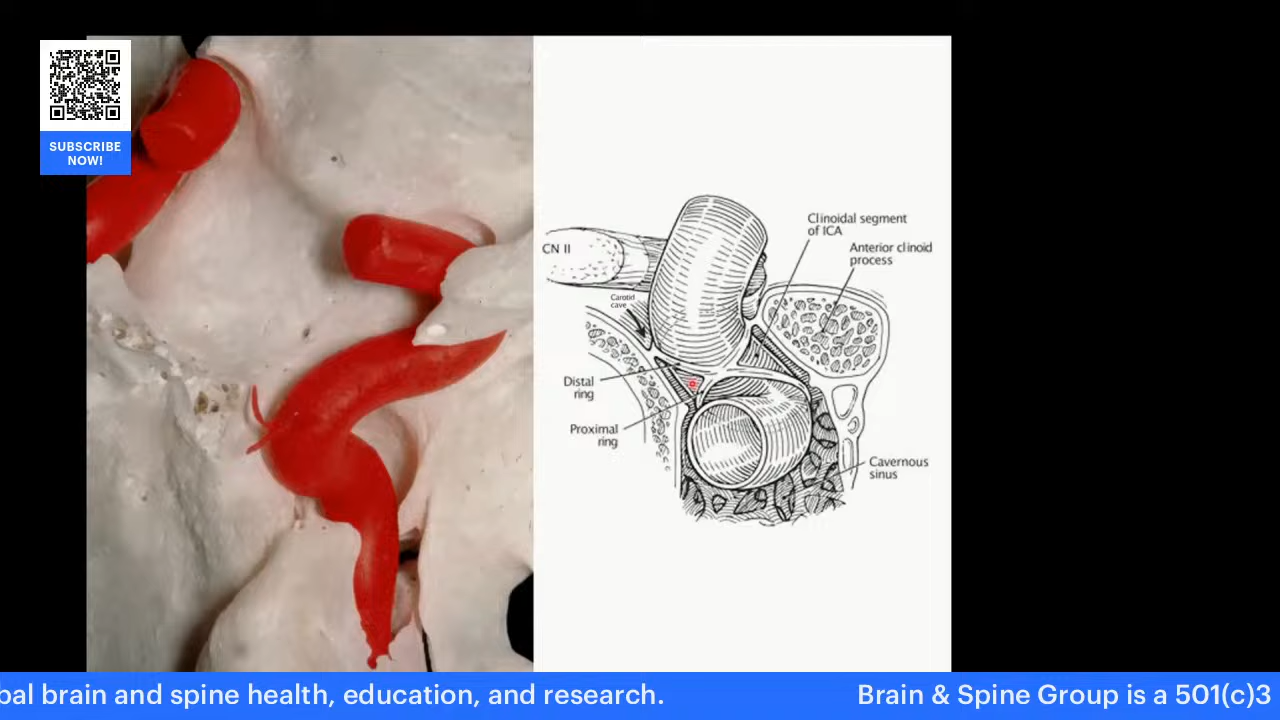 SUBSCRIBE
NOW!
CN II
Carotid
cave
Clinoidal segment
of ICA
Anterior clinoid
process
Distal
ring
Proximal
ring
Cavernous
sinus
bal brain and spine health, education, and research.
Brain & Spine Group is a 501(c)3